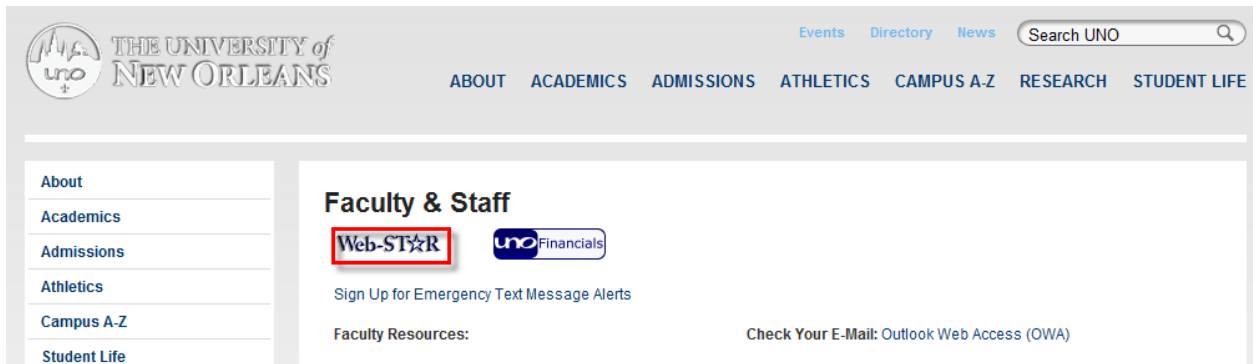 THE UNIVERSITY of
NEW ORLEANS
uno
Events Directory News Search UNO
ABOUT ACADEMICS ADMISSIONS ATHLETICS CAMPUS A-Z RESEARCH STUDENT LIFE
About
Academics
Admissions
Athletics
Campus A-Z
Student Life
Faculty & Staff
Web-ST☆R uno Financials
Sign Up for Emergency Text Message Alerts
Faculty Resources: Check Your E-Mail: Outlook Web Access (OWA)